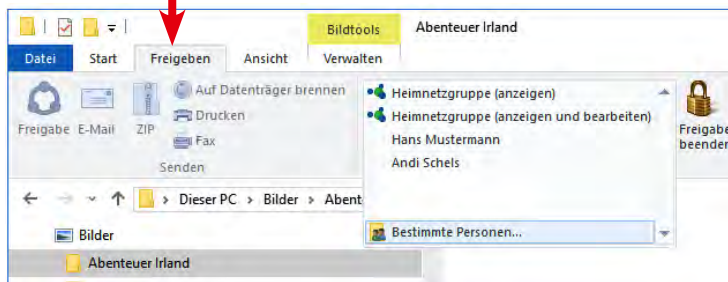 Bildtools Abenteuer Irland
Datei Start Freigeben Ansicht Verwalten
Freigabe E-Mail ZIP
Auf Datenträger brennen
Drucken
Fax
Senden
Heimnetzgruppe (anzeigen)
Heimnetzgruppe (anzeigen und bearbeiten)
Hans Mustermann
Andi Schels
Bestimmte Personen...
Freigabe
beenden
Dieser PC > Bilder > Abent
Bilder
Abenteuer Irland